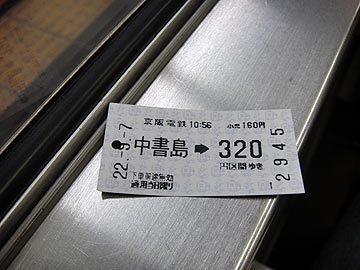 京阪電鉄 10:56 小児 160円
22.-9.-7
中書島 ➡ 320
円区間ゆき
下車前途無効
通用当日限り
2945